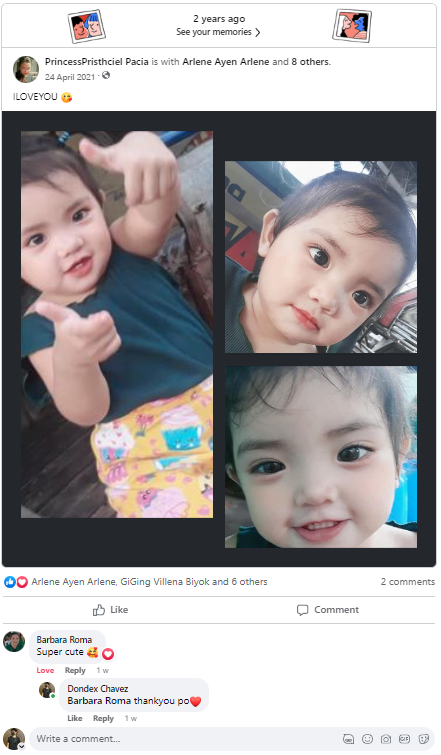 2 years ago
See your memories >
PrincessPristhciel Pacia is with Arlene Ayen Arlene and 8 others.
24 April 2021 ·
ILOVEYOU 😘
Arlene Ayen Arlene, GiGing Villena Biyok and 6 others
2 comments
Like
Comment
Barbara Roma
Super cute 🥰
Love Reply 1 w
Dondex Chavez
Barbara Roma thankyou po❤️
Like Reply 1 w
Write a comment...
GIF